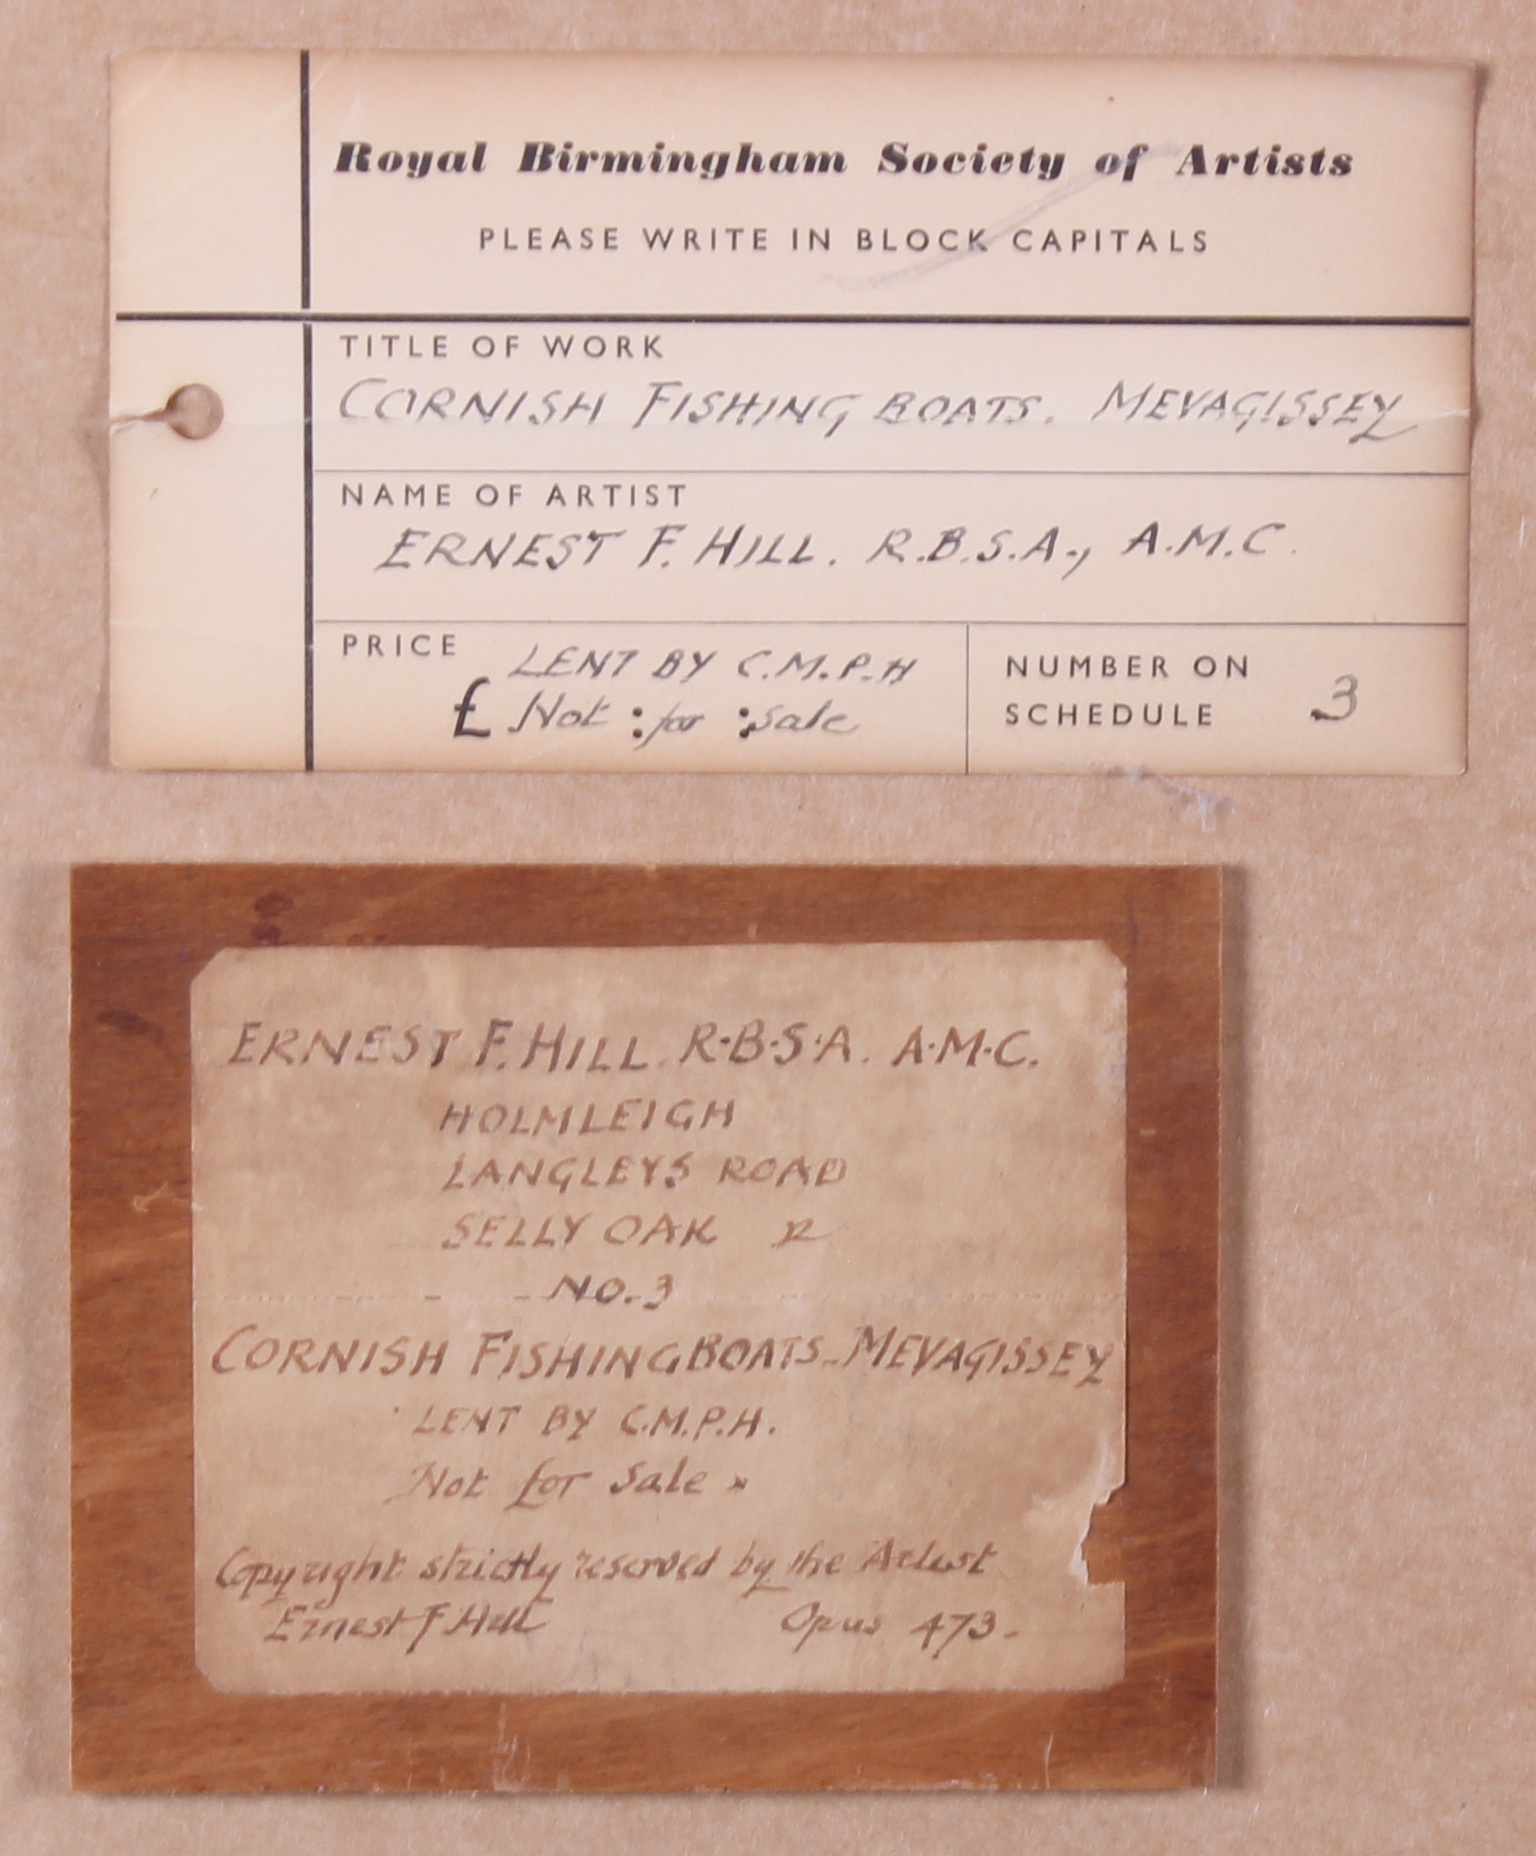 Royal Birmingham Society of Artists
PLEASE WRITE IN BLOCK CAPITALS
TITLE OF WORK
CORNISH FISHING BOATS. MEVAGISSEY
NAME OF ARTIST
ERNEST F. HILL. R.B.S.A., A.M.C.
PRICE LENT BY C.M.P.H
£ Not : for : sale
NUMBER ON
SCHEDULE 3
ERNEST F. HILL. R.B.S.A. A.M.C.
HOLMLEIGH
LANGLEYS ROAD
SELLY OAK
NO. 3
CORNISH FISHING BOATS - MEVAGISSEY
LENT BY C.M.P.H.
Not for Sale
Copyright strictly reserved by the Artist
Ernest F Hill Opus 473-